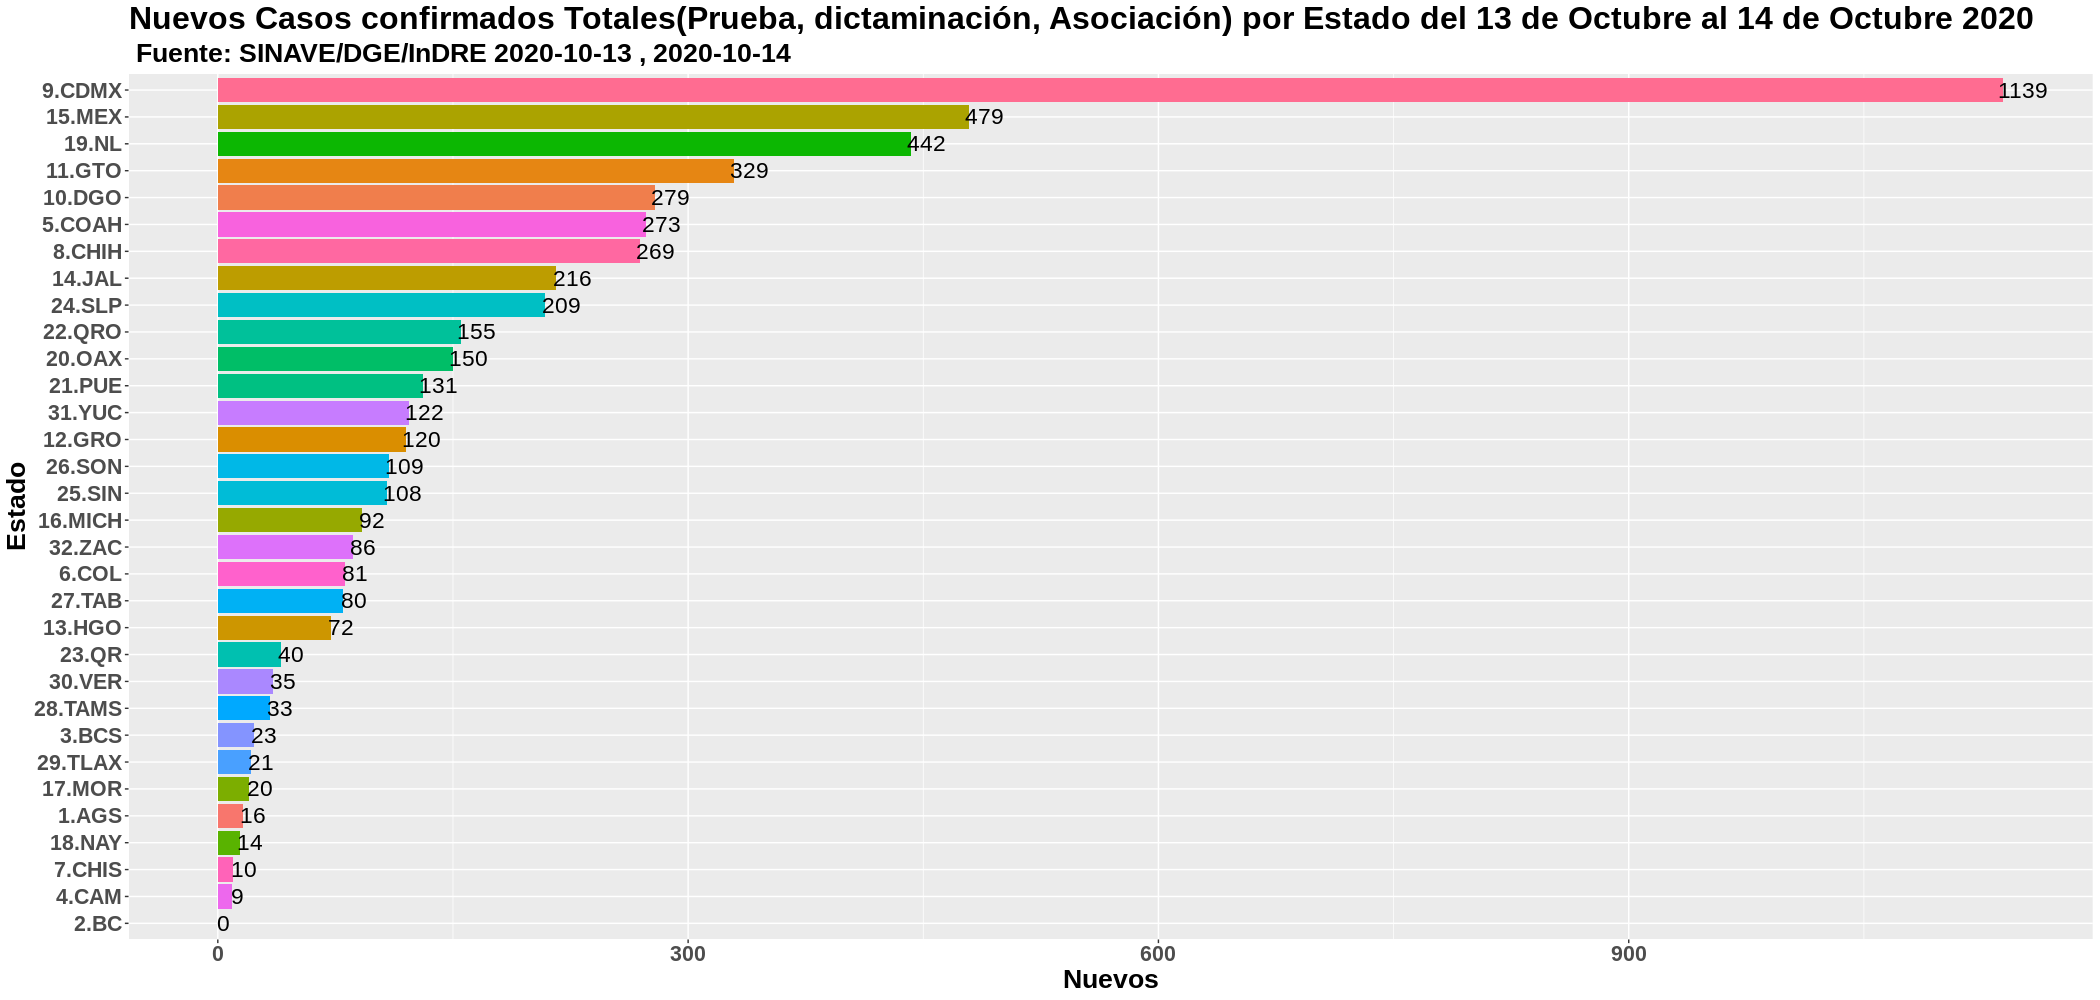 Nuevos Casos confirmados Totales(Prueba, dictaminación, Asociación) por Estado del 13 de Octubre al 14 de Octubre 2020
Fuente: SINAVE/DGE/InDRE 2020-10-13 , 2020-10-14
9.CDMX 1139
15.MEX 479
19.NL 442
11.GTO 329
10.DGO 279
5.COAH 273
8.CHIH 269
14.JAL 216
24.SLP 209
22.QRO 155
20.OAX 150
21.PUE 131
31.YUC 122
12.GRO 120
26.SON 109
25.SIN 108
16.MICH 92
32.ZAC 86
6.COL 81
27.TAB 80
13.HGO 72
23.QR 40
30.VER 35
28.TAMS 33
3.BCS 23
29.TLAX 21
17.MOR 20
1.AGS 16
18.NAY 14
7.CHIS 10
4.CAM 9
2.BC 0
Estado
0 300 600 900
Nuevos